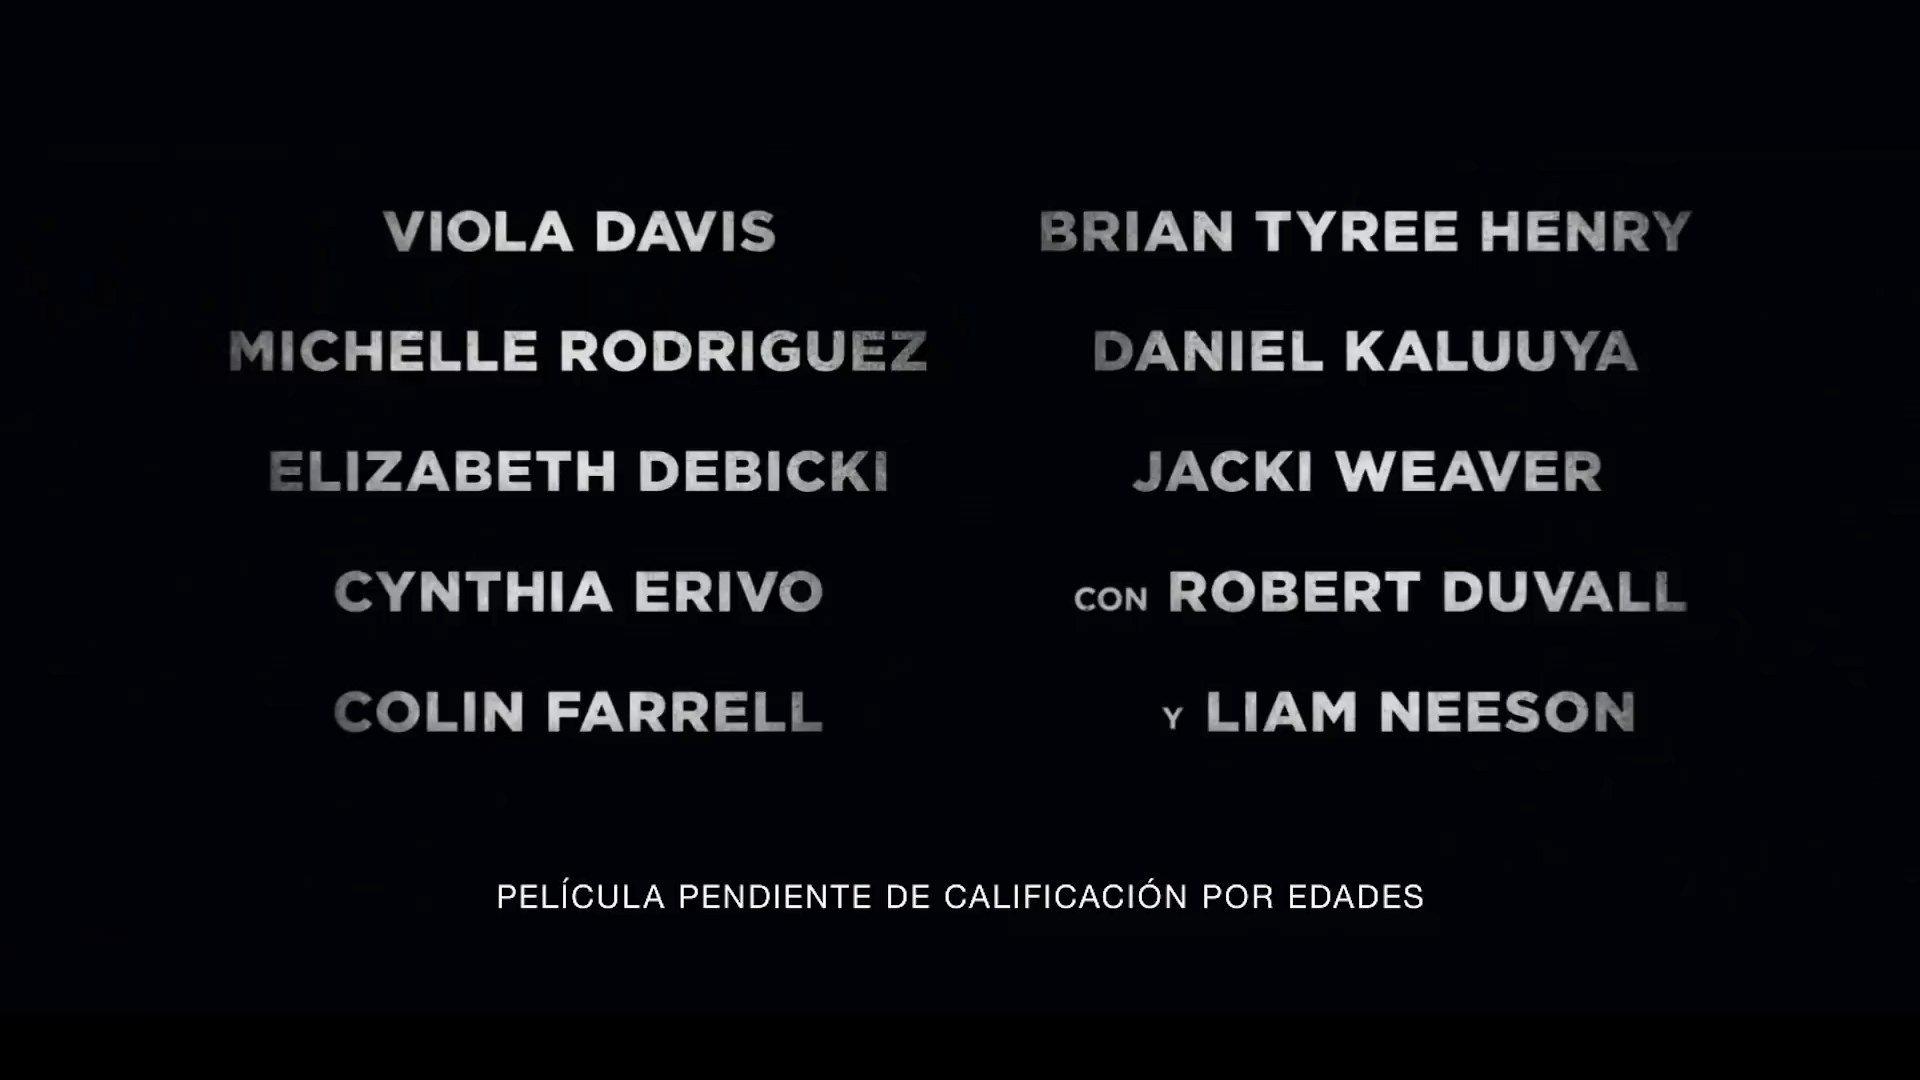 VIOLA DAVIS
MICHELLE RODRIGUEZ
ELIZABETH DEBICKI
CYNTHIA ERIVO
COLIN FARRELL
BRIAN TYREE HENRY
DANIEL KALUUYA
JACKI WEAVER
CON ROBERT DUVALL
Y LIAM NEESON
PELÍCULA PENDIENTE DE CALIFICACIÓN POR EDADES